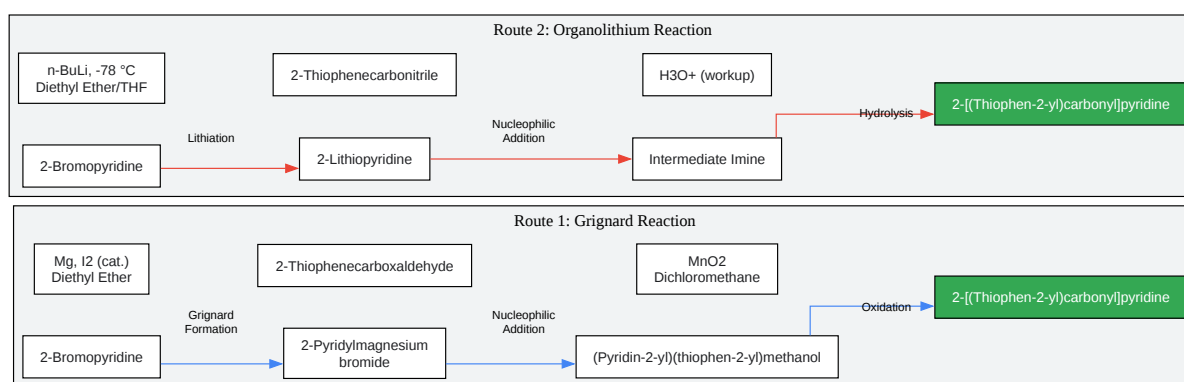 Route 2: Organolithium Reaction
n-BuLi, -78 °C
Diethyl Ether/THF
2-Thiophenecarbonitrile
H3O+ (workup)
2-[(Thiophen-2-yl)carbonyl]pyridine
Hydrolysis
Nucleophilic
Addition
Lithiation
2-Bromopyridine
2-Lithiopyridine
Intermediate Imine
Route 1: Grignard Reaction
Mg, I2 (cat.)
Diethyl Ether
2-Thiophenecarboxaldehyde
MnO2
Dichloromethane
2-[(Thiophen-2-yl)carbonyl]pyridine
Oxidation
Grignard
Formation
Nucleophilic
Addition
2-Bromopyridine
2-Pyridylmagnesium
bromide
(Pyridin-2-yl)(thiophen-2-yl)methanol